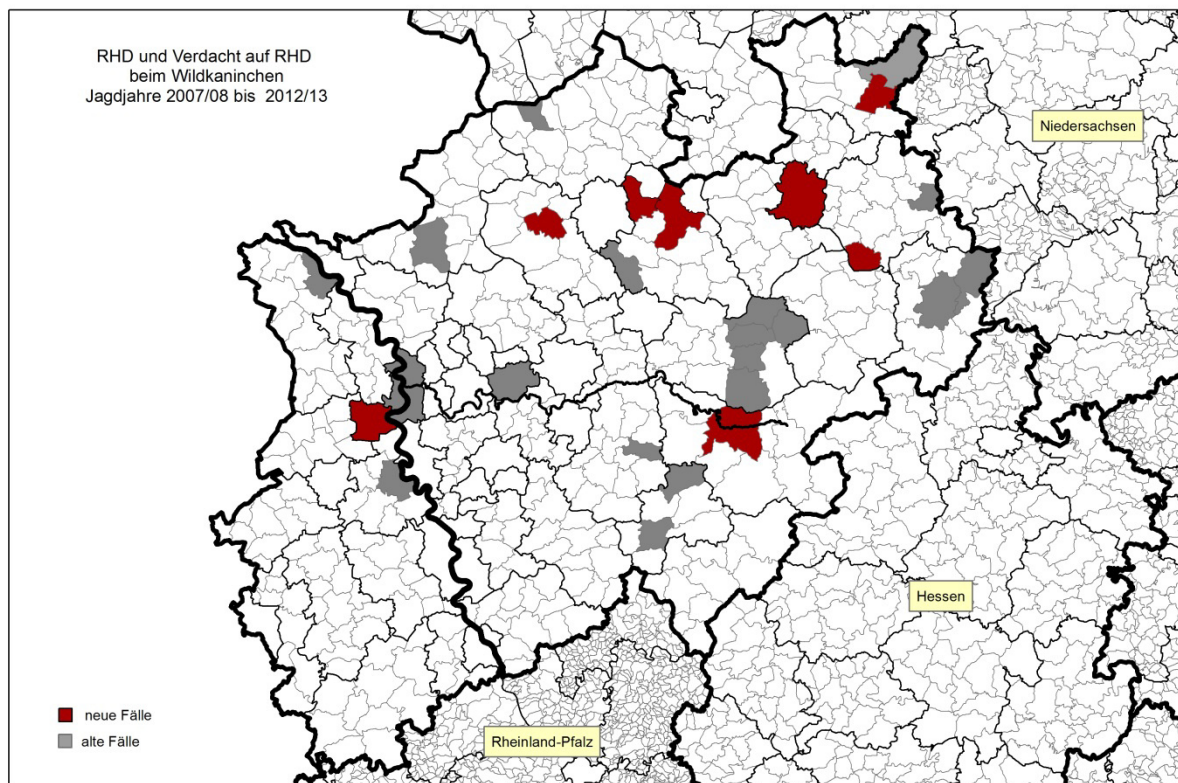 RHD und Verdacht auf RHD
beim Wildkaninchen
Jagdjahre 2007/08 bis 2012/13
Niedersachsen
Hessen
Rheinland-Pfalz
neue Fälle
alte Fälle